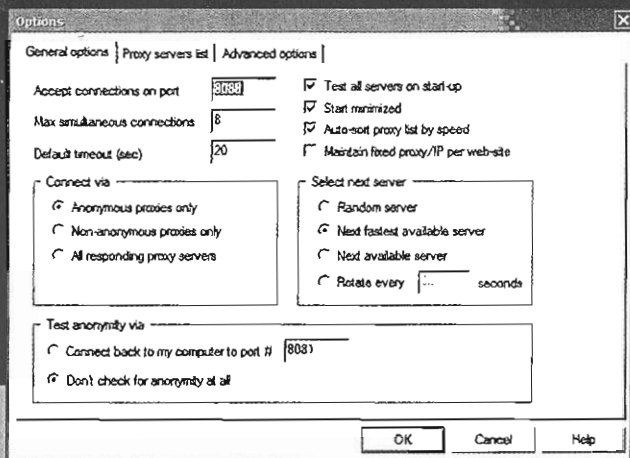 Options
General options Proxy servers list Advanced options
Accept connections on port 8088
Max simultaneous connections 8
Default timeout (sec) 20
Test all servers on start-up
Start minimized
Auto-sort proxy list by speed
Maintain fixed proxy/IP per web-site
Connect via
Anonymous proxies only
Non-anonymous proxies only
All responding proxy servers
Select next server
Random server
Next fastest available server
Next available server
Rotate every seconds
Test anonymity via
Connect back to my computer to port # 8081
Don't check for anonymity at all
OK Cancel Help